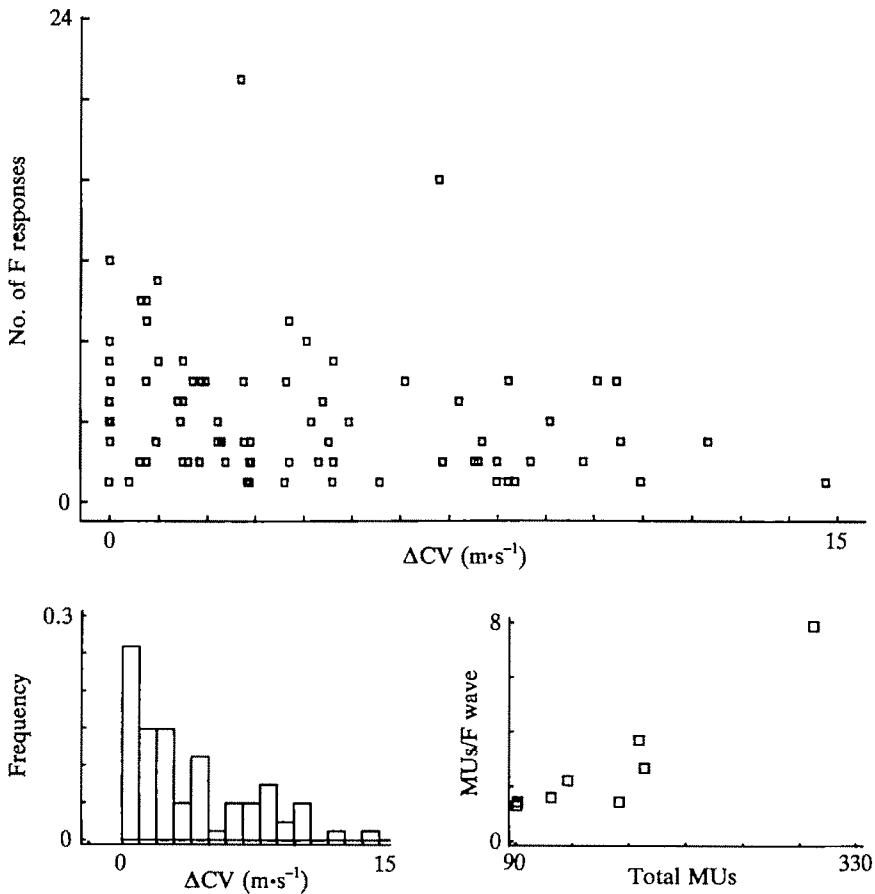 24
No. of F responses
0
0
15
ΔCV (m·s⁻¹)
0.3
Frequency
0
0
15
ΔCV (m·s⁻¹)
8
MUs/F wave
0
90
330
Total MUs